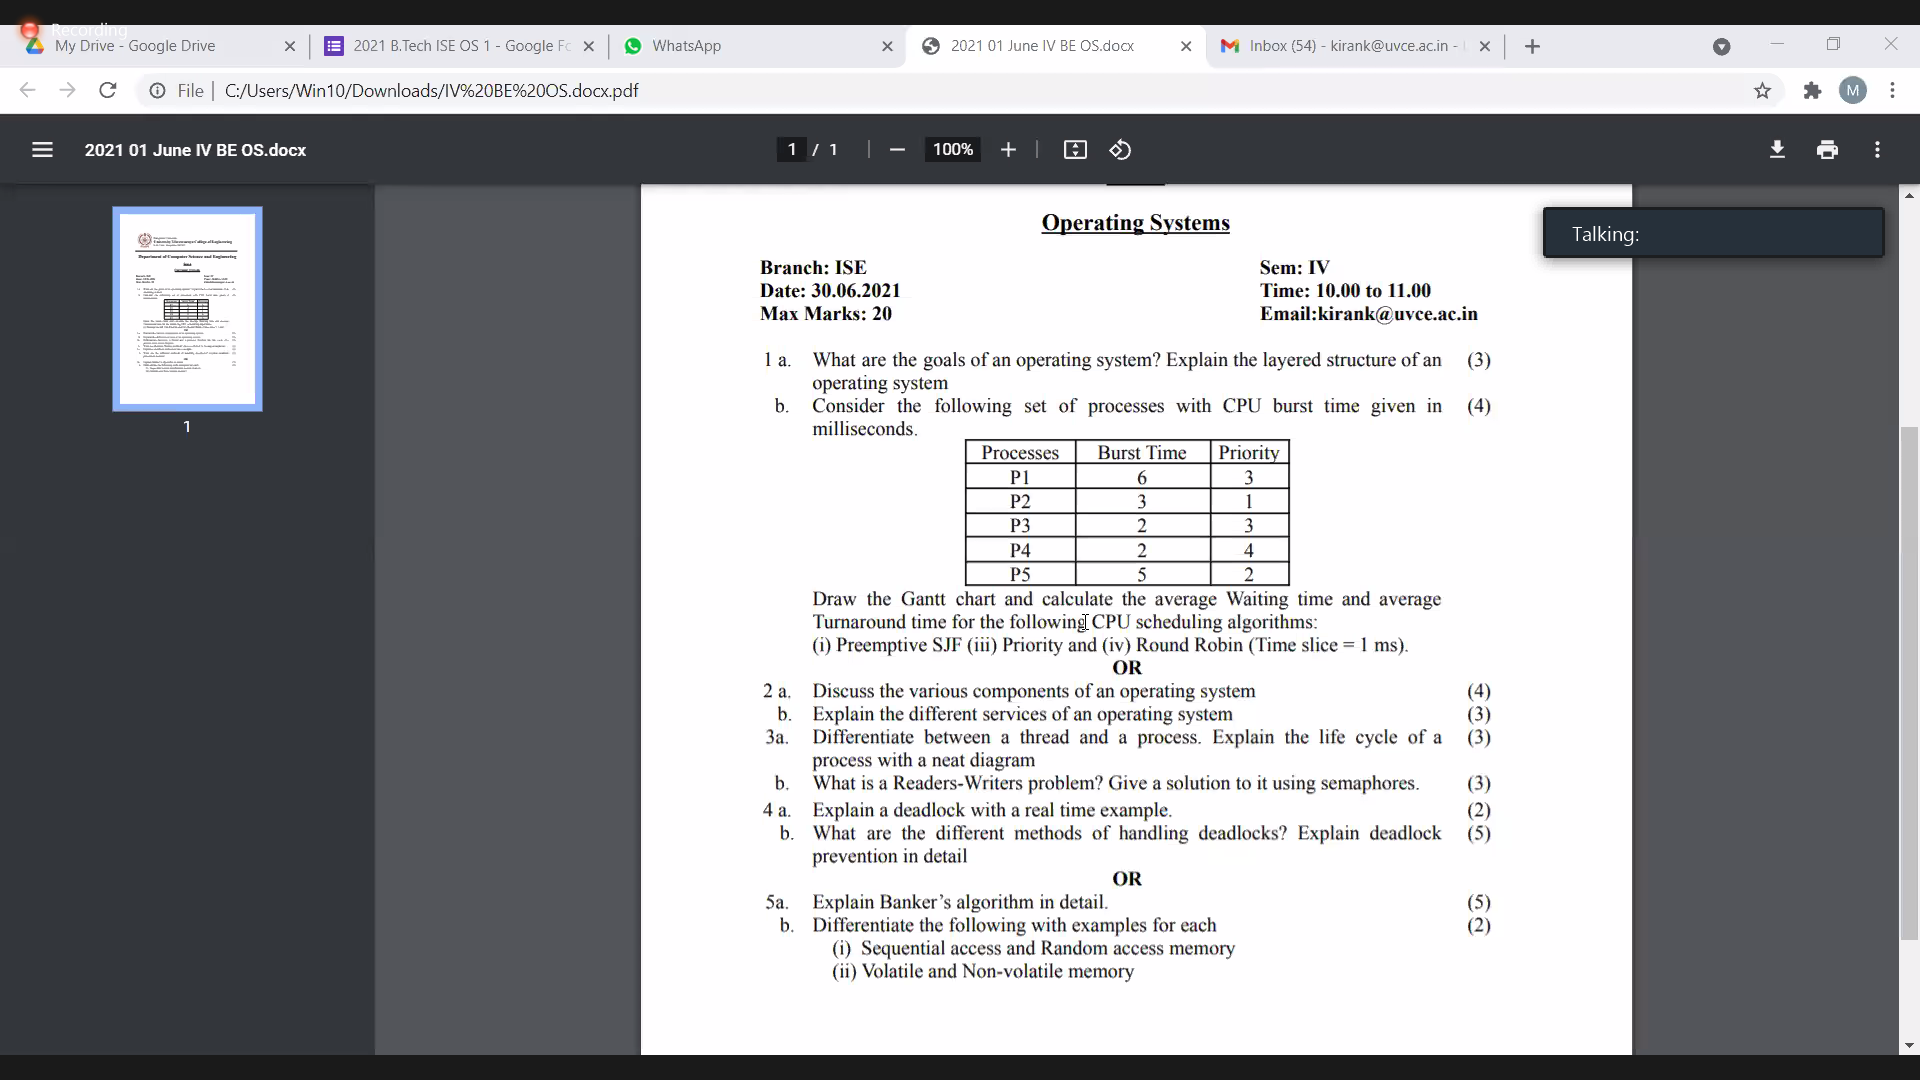 Recording
My Drive - Google Drive
2021 B.Tech ISE OS 1 - Google Fo
WhatsApp
2021 01 June IV BE OS.docx
Inbox (54) - kirank@uvce.ac.in -
File
C:/Users/Win10/Downloads/IV%20BE%20OS.docx.pdf
M
2021 01 June IV BE OS.docx
1 / 1
100%
Talking:
1
Operating Systems
Branch: ISE Sem: IV
Date: 30.06.2021 Time: 10.00 to 11.00
Max Marks: 20 Email:kirank@uvce.ac.in
1 a. What are the goals of an operating system? Explain the layered structure of an (3)
operating system
b. Consider the following set of processes with CPU burst time given in (4)
milliseconds.
Processes Burst Time Priority
P1 6 3
P2 3 1
P3 2 3
P4 2 4
P5 5 2
Draw the Gantt chart and calculate the average Waiting time and average
Turnaround time for the following CPU scheduling algorithms:
(i) Preemptive SJF (iii) Priority and (iv) Round Robin (Time slice = 1 ms).
OR
2 a. Discuss the various components of an operating system (4)
b. Explain the different services of an operating system (3)
3a. Differentiate between a thread and a process. Explain the life cycle of a (3)
process with a neat diagram
b. What is a Readers-Writers problem? Give a solution to it using semaphores. (3)
4 a. Explain a deadlock with a real time example. (2)
b. What are the different methods of handling deadlocks? Explain deadlock (5)
prevention in detail
OR
5a. Explain Banker’s algorithm in detail. (5)
b. Differentiate the following with examples for each (2)
(i) Sequential access and Random access memory
(ii) Volatile and Non-volatile memory